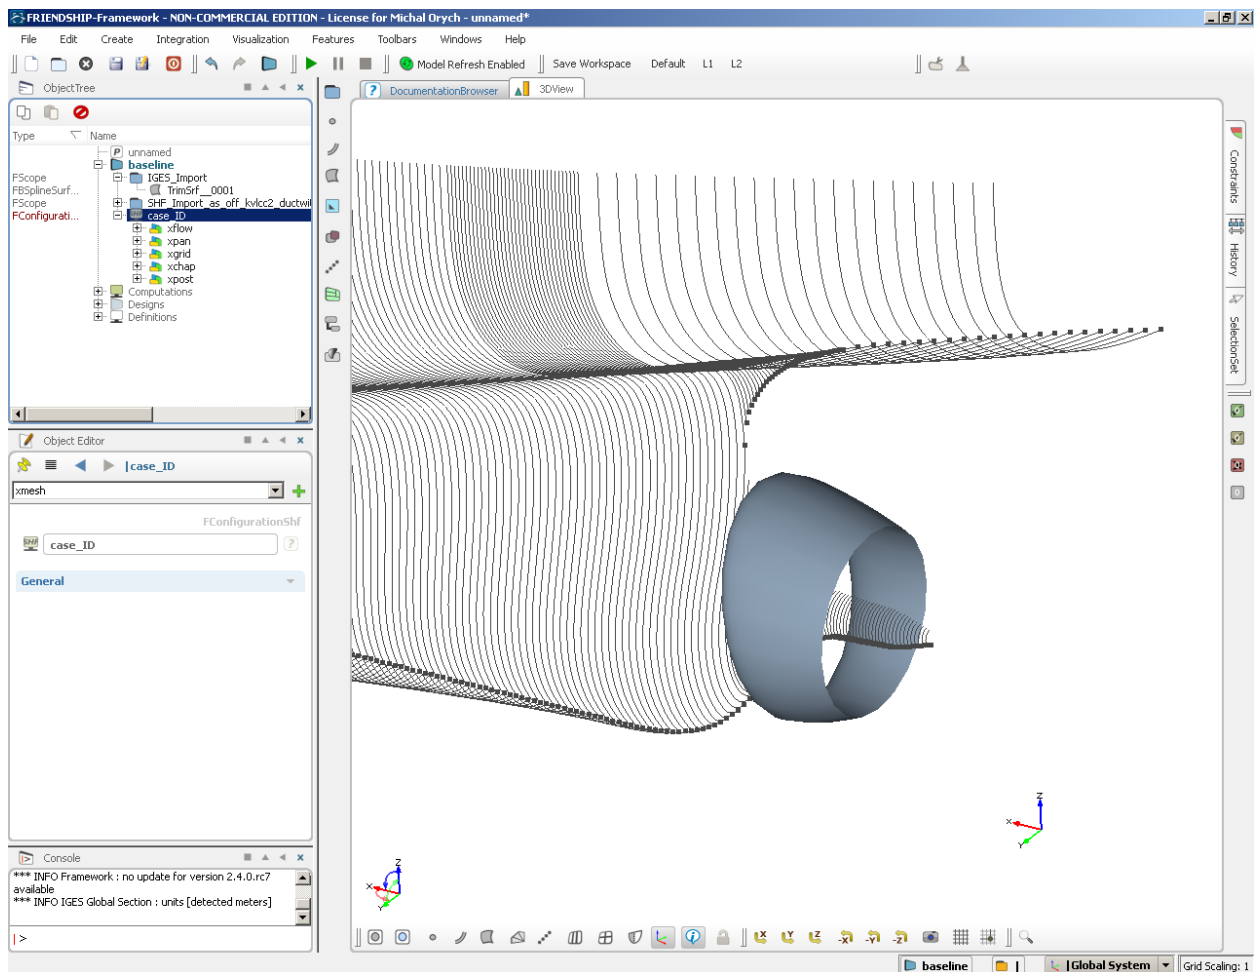 FRIENDSHIP-Framework - NON-COMMERCIAL EDITION - License for Michal Orych - unnamed*
File Edit Create Integration Visualization Features Toolbars Windows Help
Model Refresh Enabled Save Workspace Default L1 L2
ObjectTree
DocumentationBrowser 3DView
Type Name
P unnamed
baseline
FScope IGES_Import
FBSplineSurf... TrimSrf__0001
FScope SHF_Import_as_off_kvlcc2_ductwil
FConfigurati... SHF case_ID
xflow
xpan
xgrid
xchap
xpost
Computations
Designs
Definitions
Constraints
History
SelectionSet
Object Editor
|case_ID
xmesh
FConfigurationShf
SHF case_ID ?
General
Console
*** INFO Framework : no update for version 2.4.0.rc7
available
*** INFO IGES Global Section : units [detected meters]
|>
Z
X
Y
Z
X
Y
X Y Z -X -Y -Z
baseline | |Global System Grid Scaling: 1